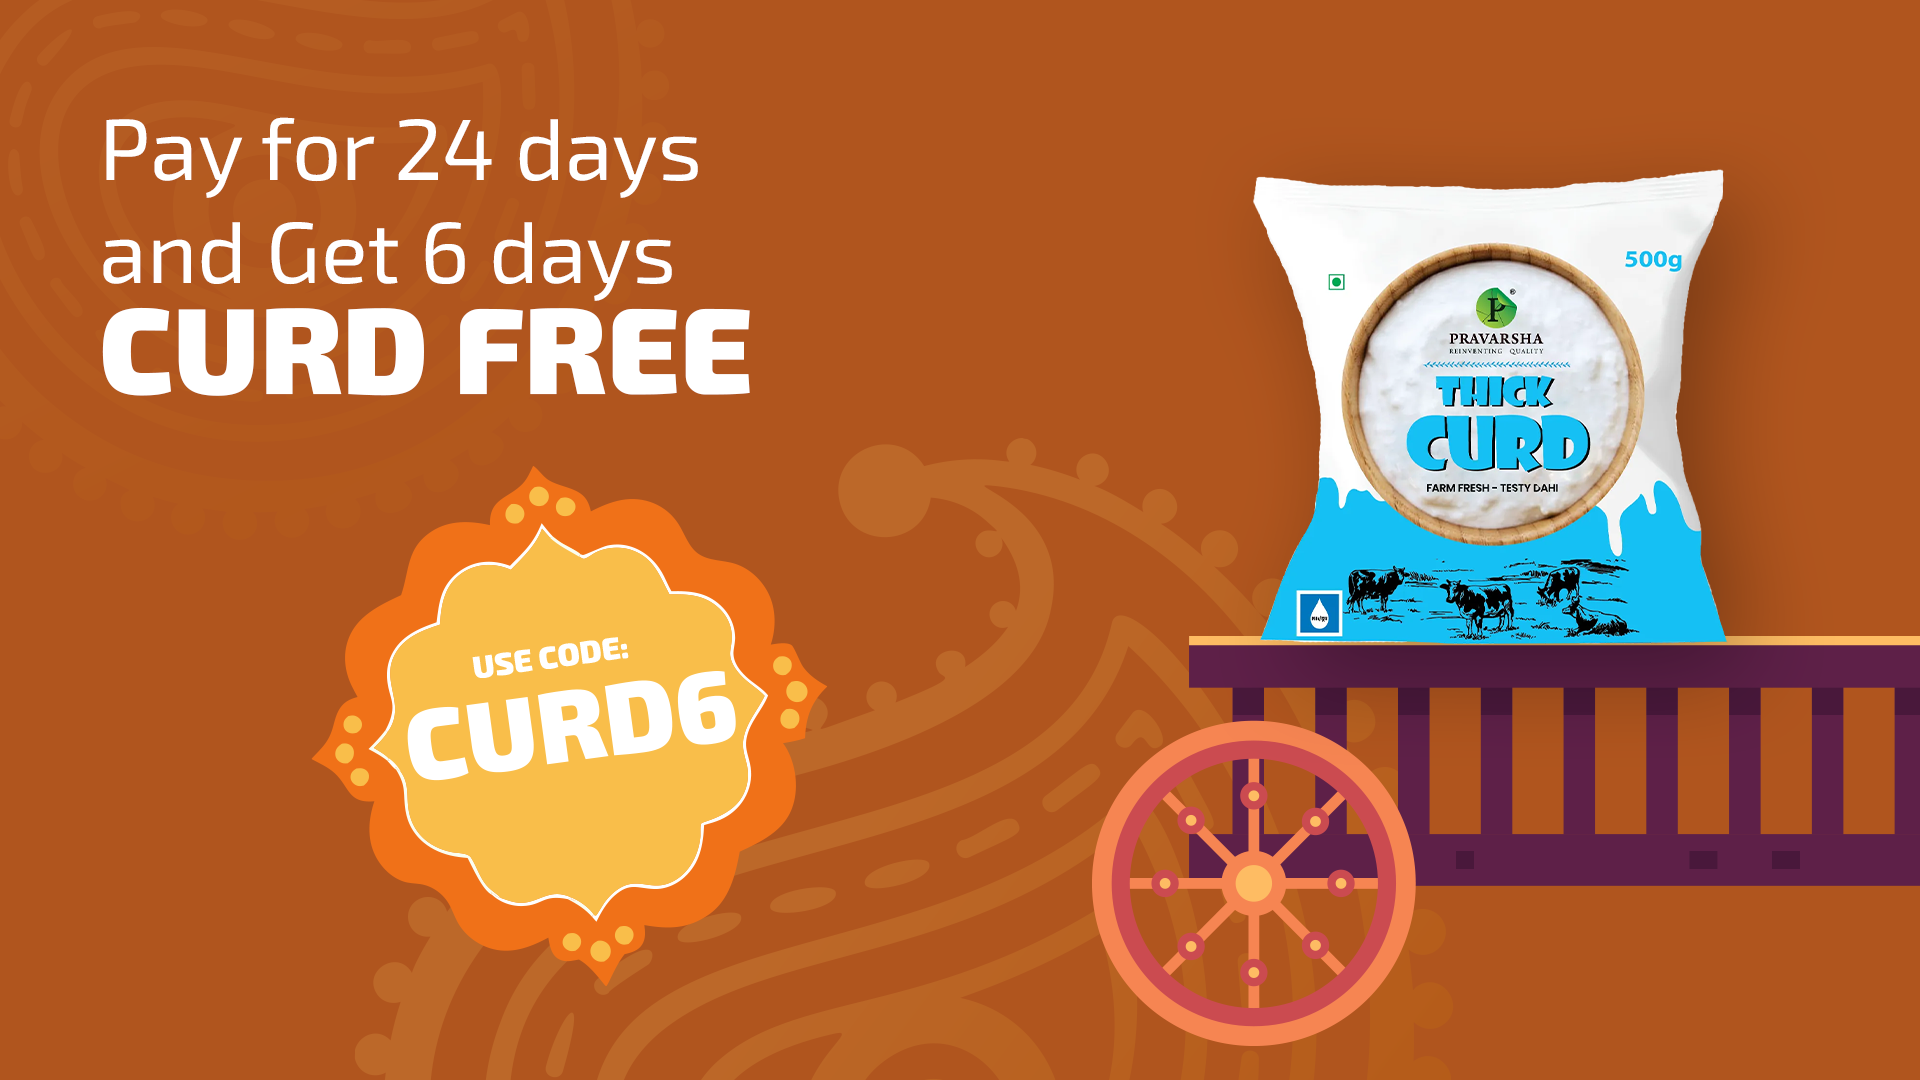 Pay for 24 days
and Get 6 days
CURD FREE
USE CODE:
CURD6
500g
P
®
PRAVARSHA
REINVENTING QUALITY
THICK
CURD
FARM FRESH - TESTY DAHI